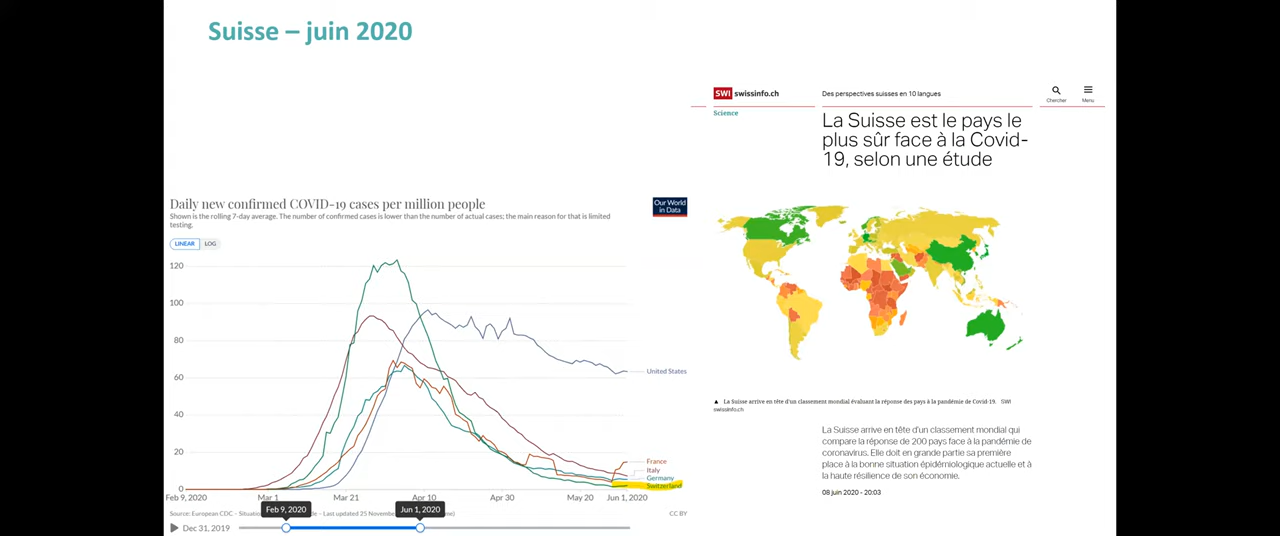 Suisse – juin 2020
SWI swissinfo.ch
Des perspectives suisses en 10 langues
Chercher
Menu
Science
La Suisse est le pays le
plus sûr face à la Covid-
19, selon une étude
Daily new confirmed COVID-19 cases per million people
Shown is the rolling 7-day average. The number of confirmed cases is lower than the number of actual cases; the main reason for that is limited
testing.
Our World
in Data
LINEAR LOG
120
100
80
60
40
20
0
United States
France
Italy
Germany
Switzerland
Feb 9, 2020 Mar 1 Mar 21 Apr 10 Apr 30 May 20 Jun 1, 2020
Feb 9, 2020 Jun 1, 2020
Source: European CDC – Situation – Last updated 25 November
CC BY
Dec 31, 2019
▲ La Suisse arrive en tête d'un classement mondial évaluant la réponse des pays à la pandémie de Covid-19. SWI
swissinfo.ch
La Suisse arrive en tête d'un classement mondial qui
compare la réponse de 200 pays face à la pandémie de
coronavirus. Elle doit en grande partie sa première
place à la bonne situation épidémiologique actuelle et à
la haute résilience de son économie.
08 juin 2020 - 20:03